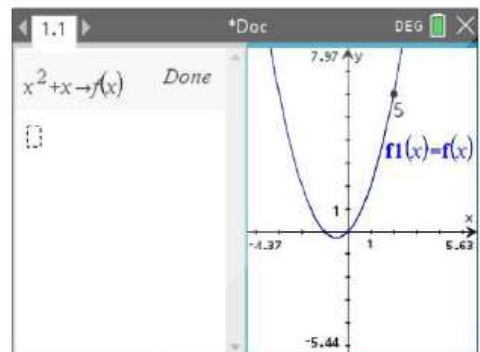 1.1 *Doc DEG
x²+x→f(x) Done
7.97 y
5
f1(x)=f(x)
1
x
-4.37 1 5.63
-5.44